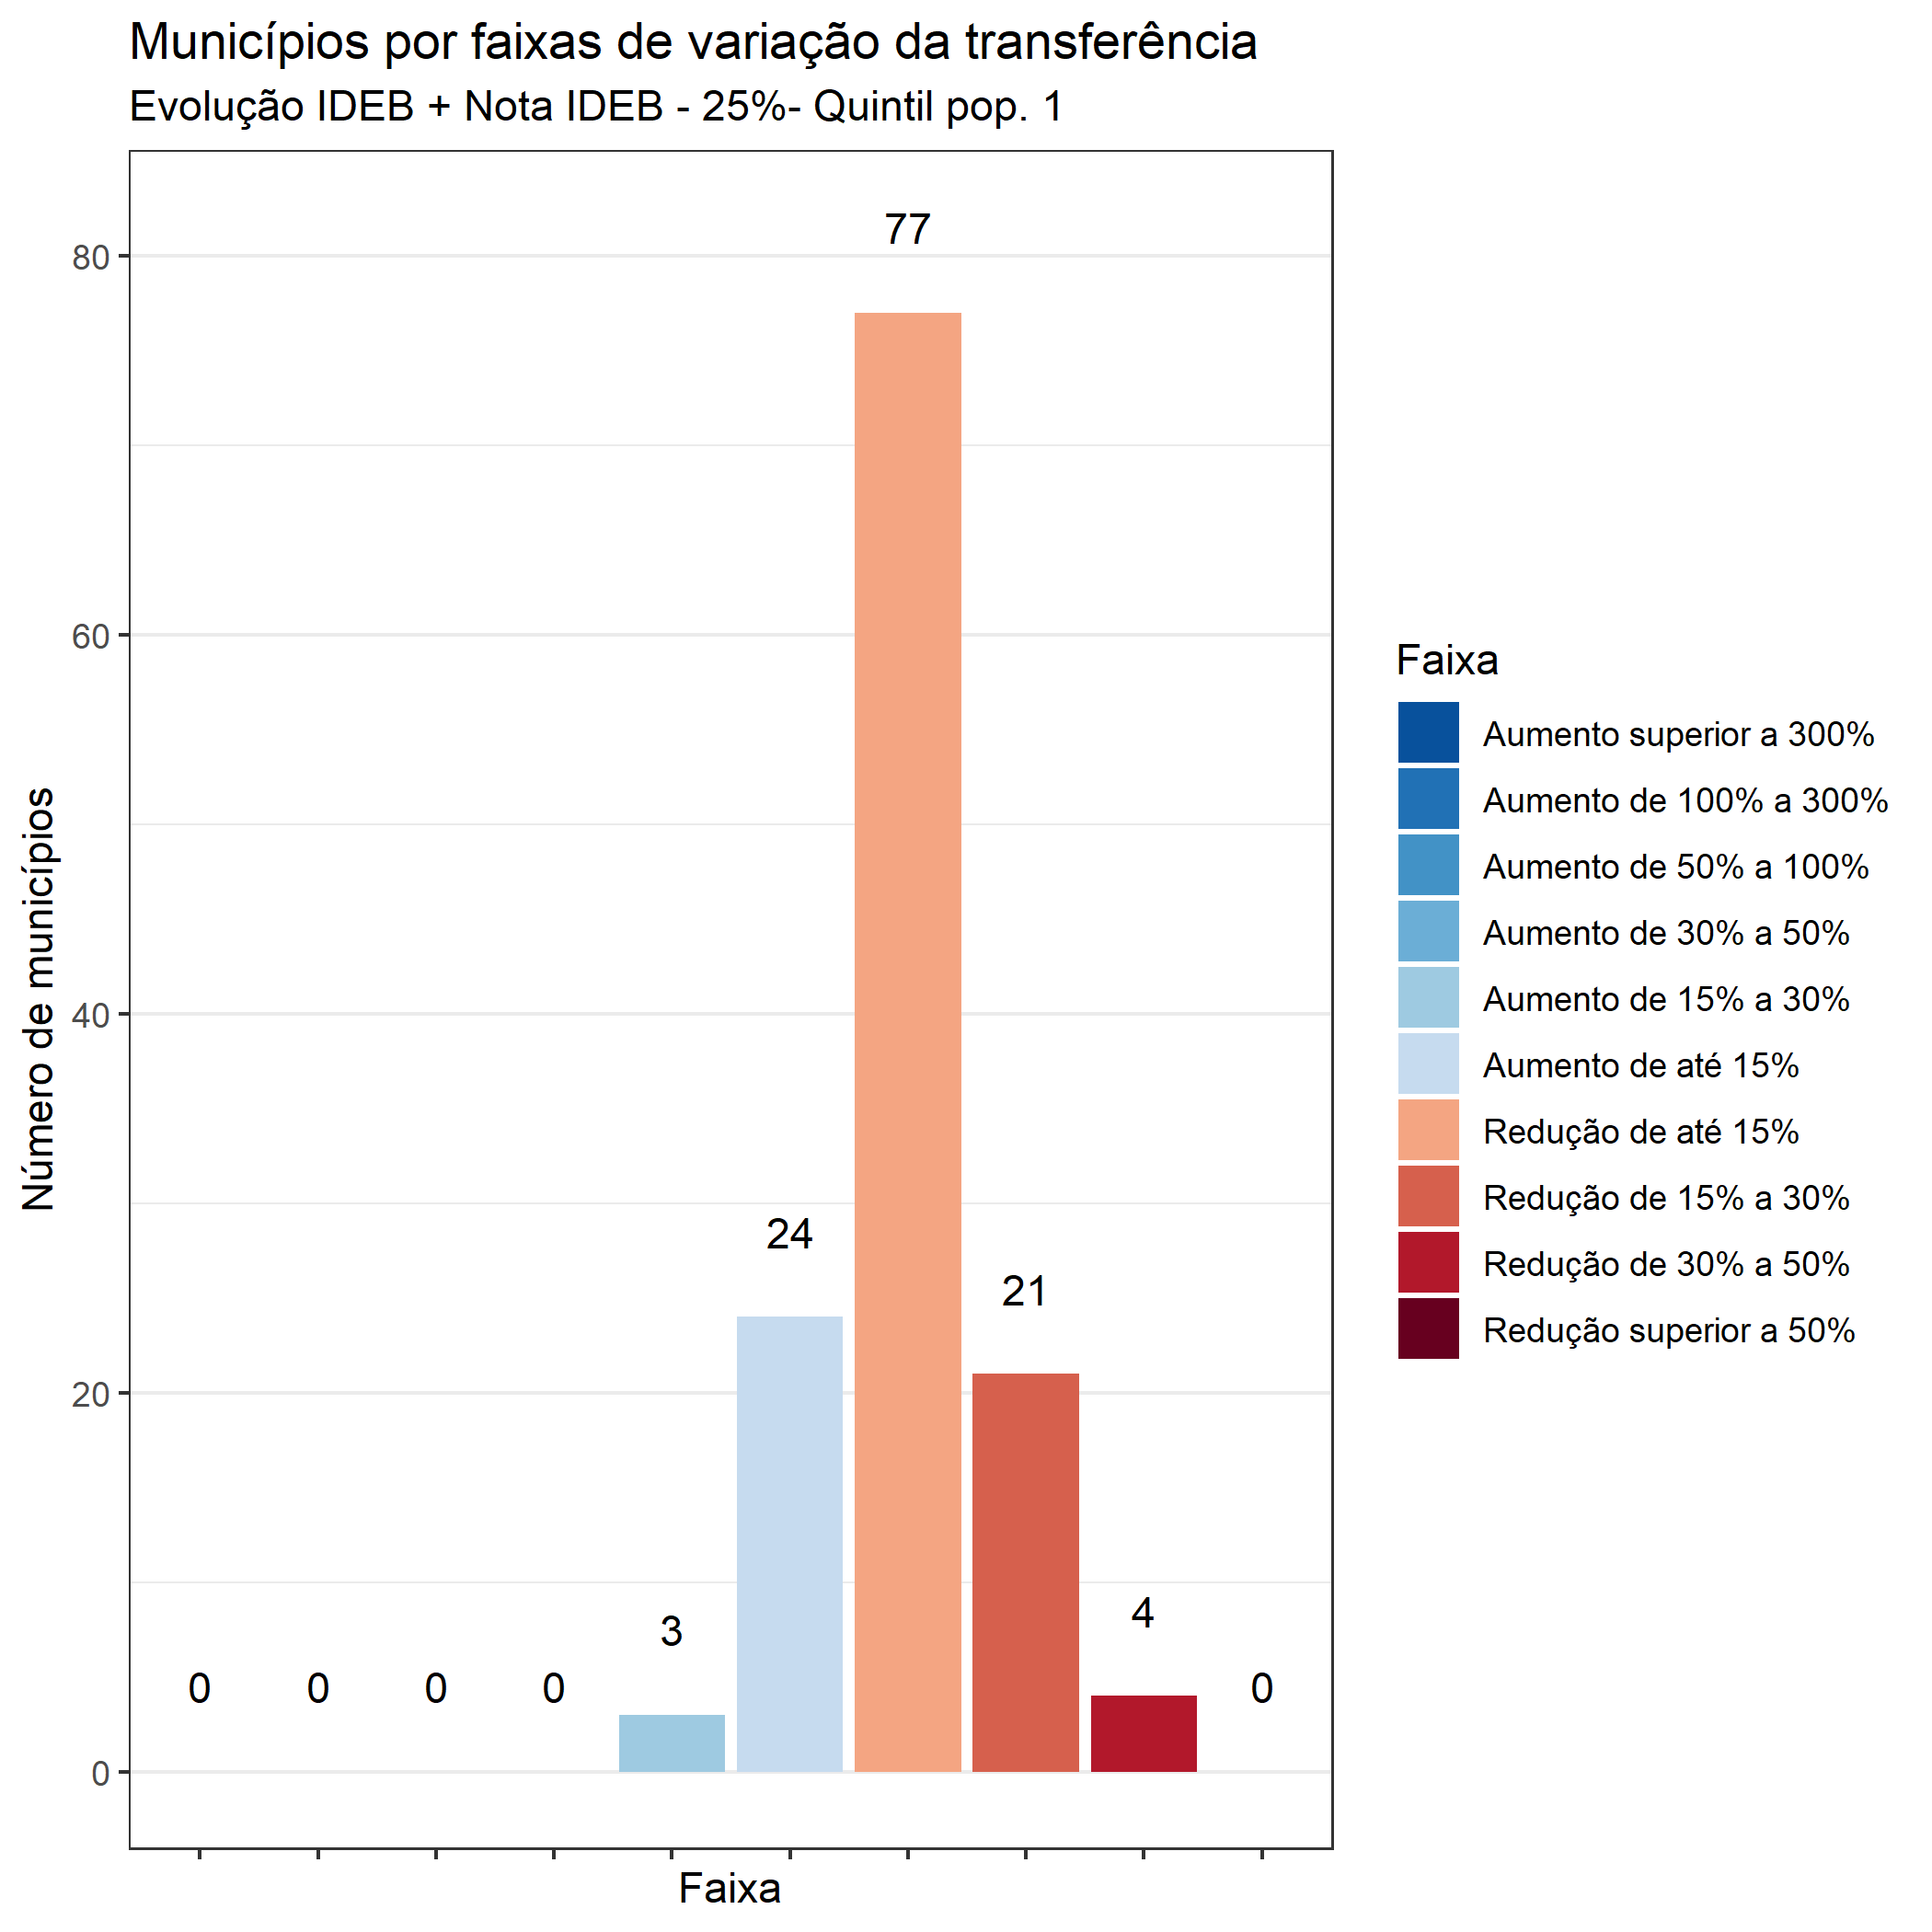 Municípios por faixas de variação da transferência
Evolução IDEB + Nota IDEB - 25%- Quintil pop. 1
Número de municípios
80
60
40
20
0
0
0
0
0
3
24
77
21
4
0
Faixa
Faixa
Aumento superior a 300%
Aumento de 100% a 300%
Aumento de 50% a 100%
Aumento de 30% a 50%
Aumento de 15% a 30%
Aumento de até 15%
Redução de até 15%
Redução de 15% a 30%
Redução de 30% a 50%
Redução superior a 50%